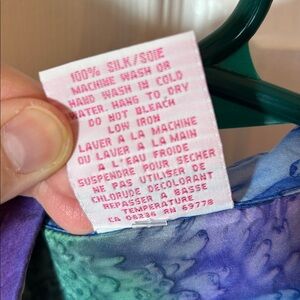 100% SILK/SOIE
MACHINE WASH OR
HAND WASH IN COLD
WATER. HANG TO DRY
DO NOT BLEACH
LOW IRON
LAVER A LA MACHINE
OU LAVER A LA MAIN
A L'EAU FROIDE
SUSPENDRE POUR SECHER
NE PAS UTILISER DE
CHLORUDE DECOLORANT
REPASSER A BASSE
TEMPERATURE
CA 06236 RN 69778